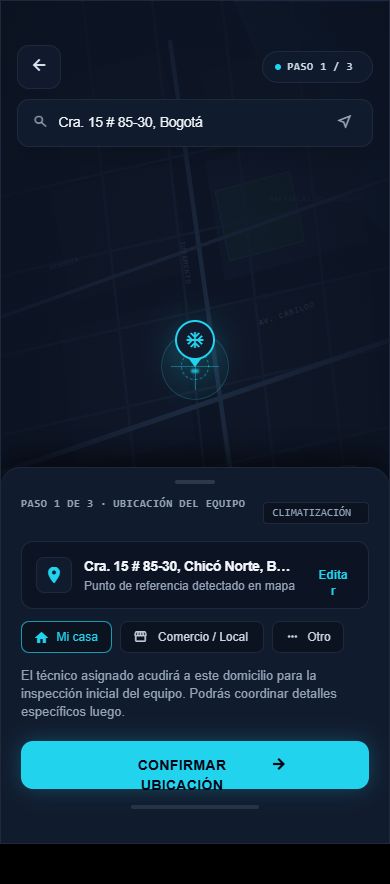 PASO 1 / 3
Cra. 15 # 85-30, Bogotá
AV. CABILDO
PASO 1 DE 3 · UBICACIÓN DEL EQUIPO
CLIMATIZACIÓN
Cra. 15 # 85-30, Chicó Norte, B...
Punto de referencia detectado en mapa
Edita
r
Mi casa
Comercio / Local
Otro
El técnico asignado acudirá a este domicilio para la
inspección inicial del equipo. Podrás coordinar detalles
específicos luego.
CONFIRMAR
UBICACIÓN